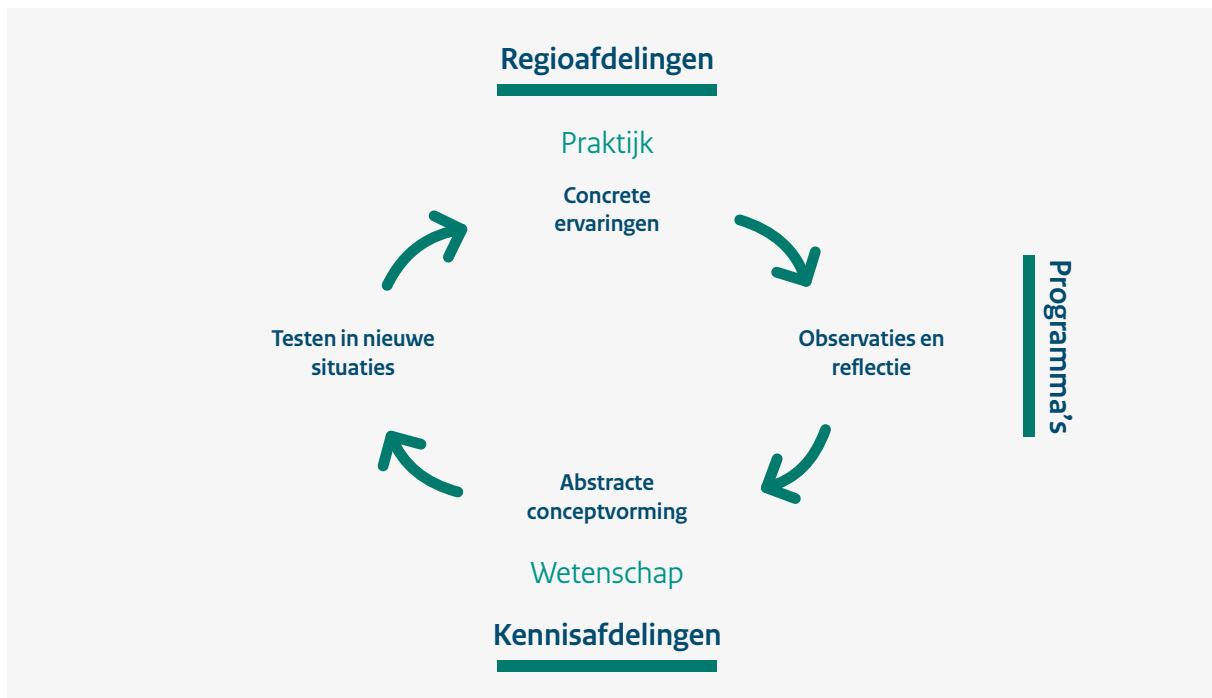 Regioafdelingen
Praktijk
Concrete
ervaringen
Testen in nieuwe
situaties
Observaties en
reflectie
Programma's
Abstracte
conceptvorming
Wetenschap
Kennisafdelingen